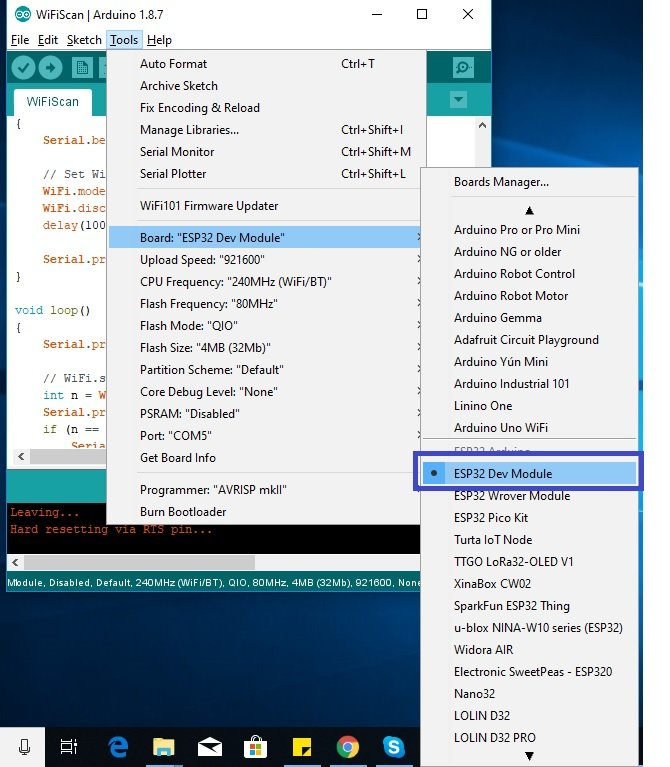 WiFiScan | Arduino 1.8.7
File Edit Sketch Tools Help
WiFiScan
{
Serial.be
// Set Wi
WiFi.mode
WiFi.disc
delay(100
Serial.pr
}
void loop()
{
Serial.pr
// WiFi.s
int n = W
Serial.pr
if (n ==
Seria
Leaving...
Hard resetting via RTS pin...
Module, Disabled, Default, 240MHz (WiFi/BT), QIO, 80MHz, 4MB (32Mb), 921600, None
Auto Format Ctrl+T
Archive Sketch
Fix Encoding & Reload
Manage Libraries... Ctrl+Shift+I
Serial Monitor Ctrl+Shift+M
Serial Plotter Ctrl+Shift+L
WiFi101 Firmware Updater
Board: "ESP32 Dev Module"
Upload Speed: "921600"
CPU Frequency: "240MHz (WiFi/BT)"
Flash Frequency: "80MHz"
Flash Mode: "QIO"
Flash Size: "4MB (32Mb)"
Partition Scheme: "Default"
Core Debug Level: "None"
PSRAM: "Disabled"
Port: "COM5"
Get Board Info
Programmer: "AVRISP mkII"
Burn Bootloader
Boards Manager...
Arduino Pro or Pro Mini
Arduino NG or older
Arduino Robot Control
Arduino Robot Motor
Arduino Gemma
Adafruit Circuit Playground
Arduino Yún Mini
Arduino Industrial 101
Linino One
Arduino Uno WiFi
ESP32 Arduino
ESP32 Dev Module
ESP32 Wrover Module
ESP32 Pico Kit
Turta IoT Node
TTGO LoRa32-OLED V1
XinaBox CW02
SparkFun ESP32 Thing
u-blox NINA-W10 series (ESP32)
Widora AIR
Electronic SweetPeas - ESP320
Nano32
LOLIN D32
LOLIN D32 PRO